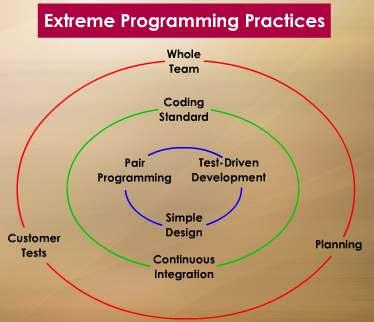 Extreme Programming Practices
Whole
Team
Coding
Standard
Pair
Programming
Test-Driven
Development
Simple
Design
Customer
Tests
Planning
Continuous
Integration